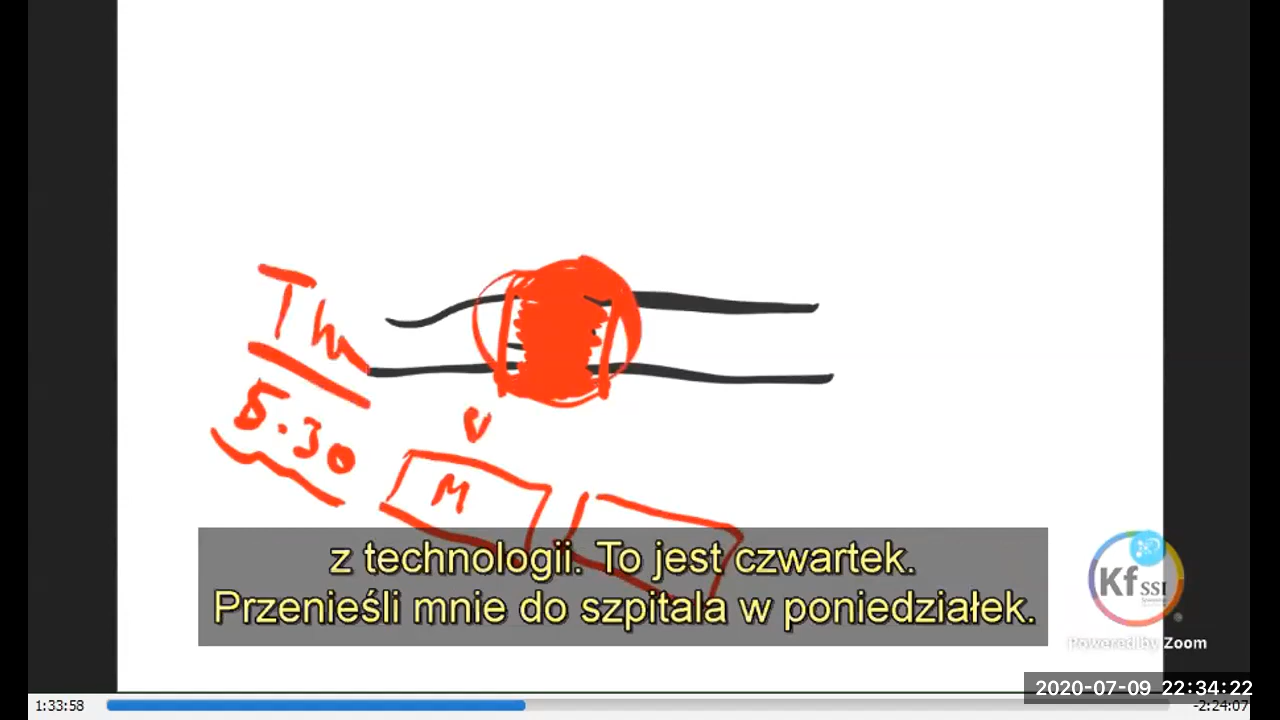 Thu
5.30
V
M
z technologii. To jest czwartek.
Przenieśli mnie do szpitala w poniedziałek.
Kf SSI
Powered by Zoom
2020-07-09 22:34:22
1:33:58
-2:24:07